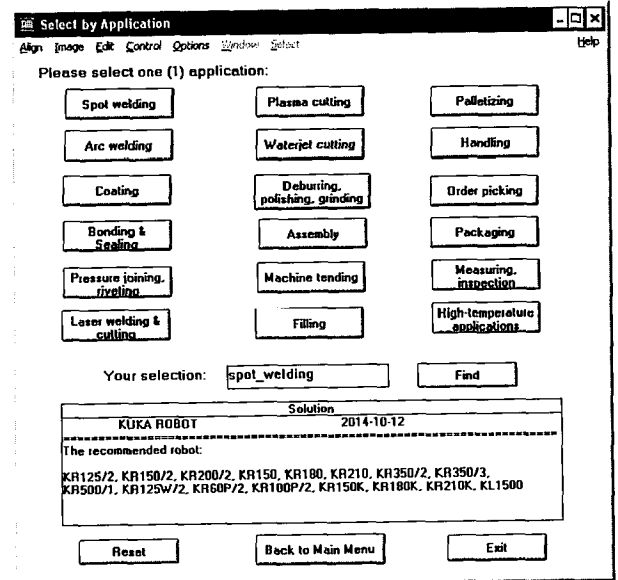 Select by Application
Align Image Edit Control Options Window Select Help
Please select one (1) application:
Spot welding Plasma cutting Palletizing
Arc welding Waterjet cutting Handling
Coating Deburring, polishing, grinding Order picking
Bonding & Sealing Assembly Packaging
Pressure joining, riveting Machine tending Measuring, inspection
Laser welding & cutting Filling High-temperature applications
Your selection: spot_welding Find
Solution
KUKA ROBOT 2014-10-12
The recommended robot:
KR125/2, KR150/2, KR200/2, KR150, KR180, KR210, KR350/2, KR350/3,
KR500/1, KR125W/2, KR60P/2, KR100P/2, KR150K, KR180K, KR210K, KL1500
Reset Back to Main Menu Exit